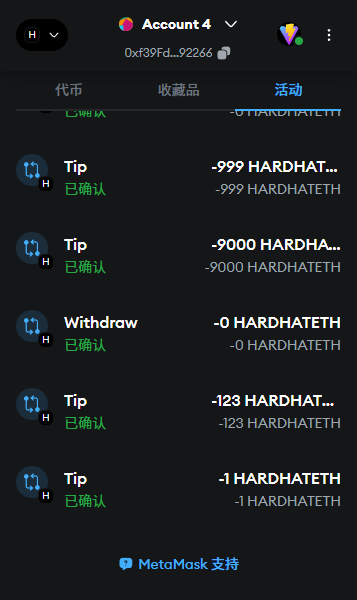 H
Account 4
0xf39Fd...92266
代币 收藏品 活动
已确认 -0 HARDHATETH
Tip -999 HARDHAT...
H 已确认 -999 HARDHATETH
Tip -9000 HARDHA...
H 已确认 -9000 HARDHATETH
Withdraw -0 HARDHATETH
H 已确认 -0 HARDHATETH
Tip -123 HARDHAT...
H 已确认 -123 HARDHATETH
Tip -1 HARDHATETH
H 已确认 -1 HARDHATETH
MetaMask 支持